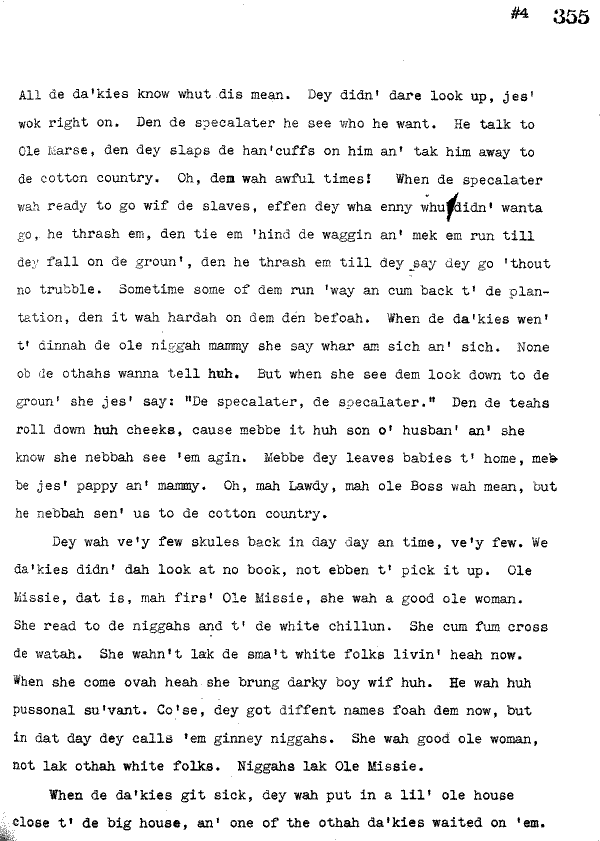 #4 355
All de da'kies know whut dis mean. Dey didn' dare look up, jes'
wok right on. Den de specalater he see who he want. He talk to
Ole Marse, den dey slaps de han'cuffs on him an' tak him away to
de cotton country. Oh, dem wah awful times! When de specalater
wah ready to go wif de slaves, effen dey wha enny whu didn' wanta
go, he thrash em, den tie em 'hind de waggin an' mek em run till
dey fall on de groun', den he thrash em till dey say dey go 'thout
no trubble. Sometime some of dem run 'way an cum back t' de plan-
tation, den it wah hardah on dem den befoah. When de da'kies wen'
t' dinnah de ole niggah mammy she say whar am sich an' sich. None
ob de othahs wanna tell huh. But when she see dem look down to de
groun' she jes' say: "De specalater, de specalater." Den de teahs
roll down huh cheeks, cause mebbe it huh son o' husban' an' she
know she nebbah see 'em agin. Mebbe dey leaves babies t' home, meb
be jes' pappy an' mammy. Oh, mah Lawdy, mah ole Boss wah mean, but
he nebbah sen' us to de cotton country.
Dey wah ve'y few skules back in day day an time, ve'y few. We
da'kies didn' dah look at no book, not ebben t' pick it up. Ole
Missie, dat is, mah firs' Ole Missie, she wah a good ole woman.
She read to de niggahs and t' de white chillun. She cum fum cross
de watah. She wahn't lak de sma't white folks livin' heah now.
When she come ovah heah she brung darky boy wif huh. He wah huh
pussonal su'vant. Co'se, dey got diffent names foah dem now, but
in dat day dey calls 'em ginney niggahs. She wah good ole woman,
not lak othah white folks. Niggahs lak Ole Missie.
When de da'kies git sick, dey wah put in a lil' ole house
close t' de big house, an' one of the othah da'kies waited on 'em.